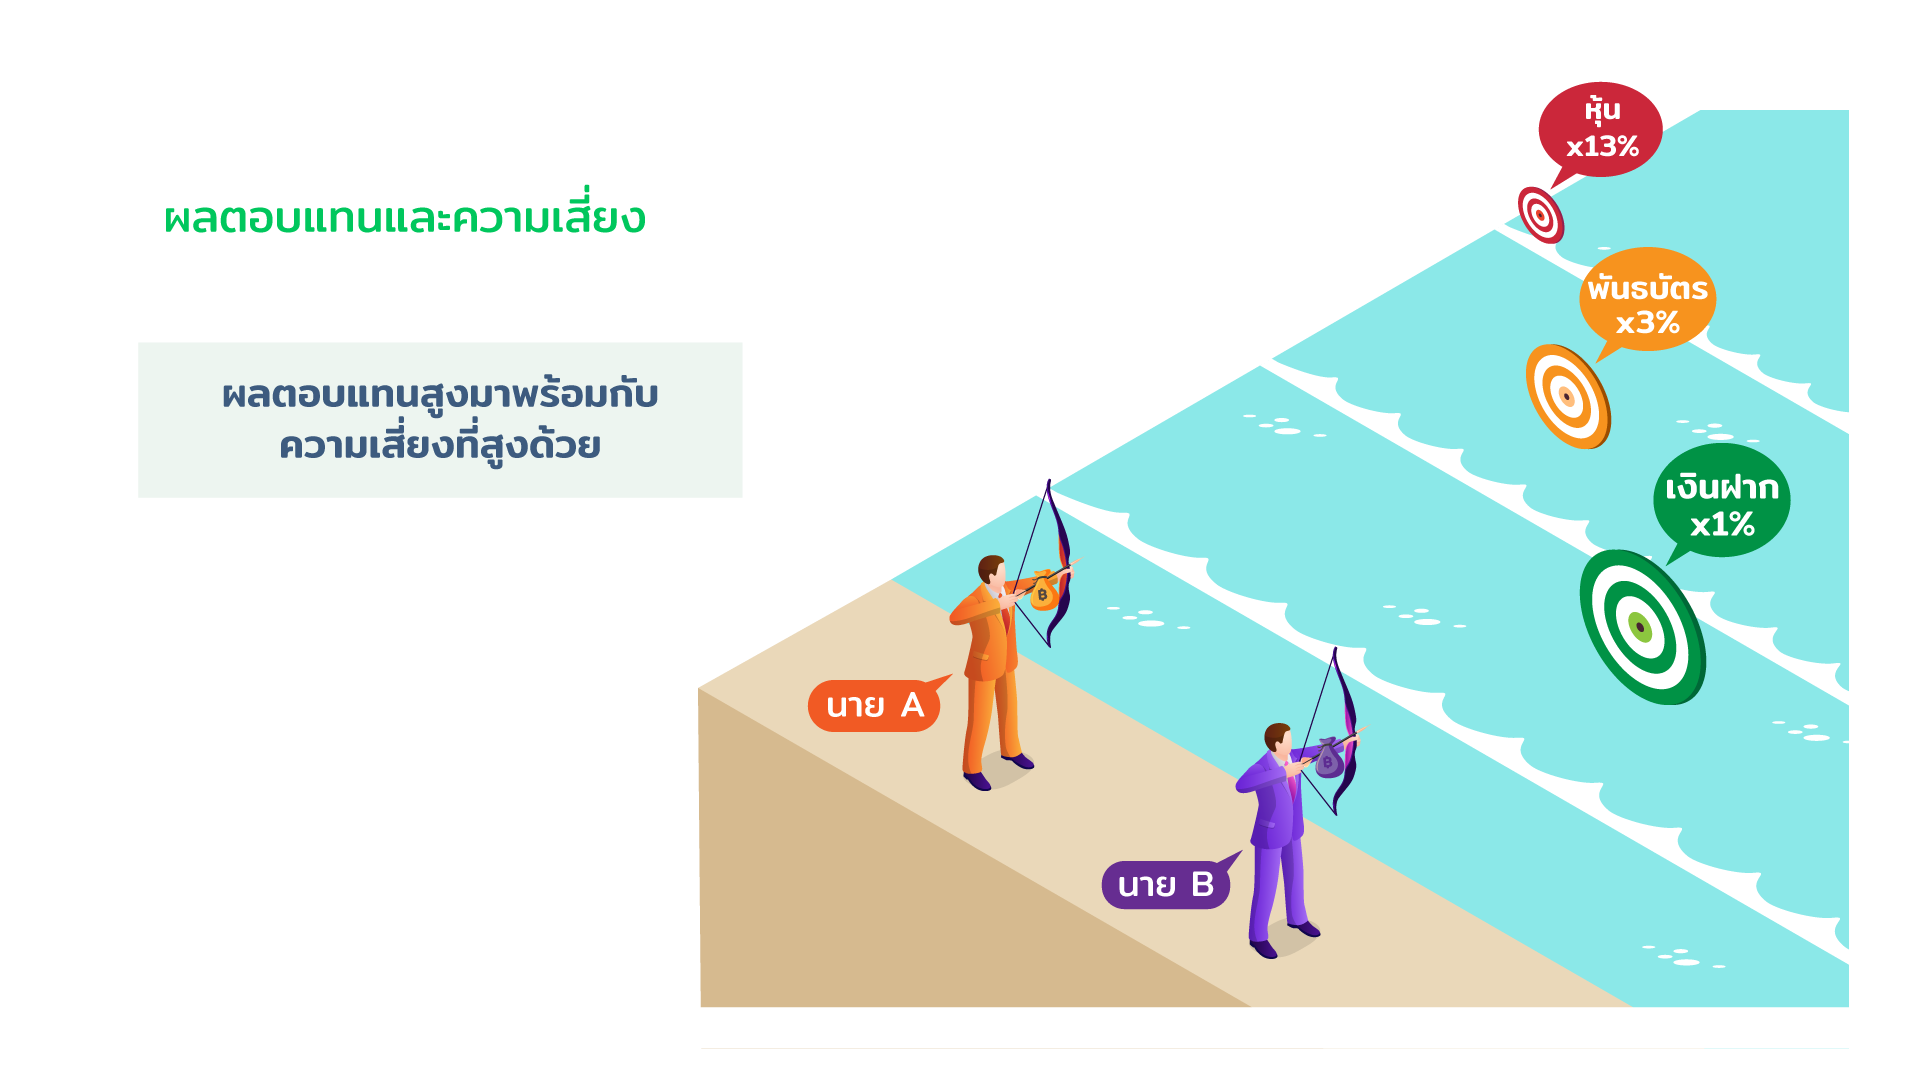 ผลตอบแทนและความเสี่ยง
ผลตอบแทนสูงมาพร้อมกับ
ความเสี่ยงที่สูงด้วย
หุ้น
x13%
พันธบัตร
x3%
เงินฝาก
x1%
นาย A
นาย B
฿
฿